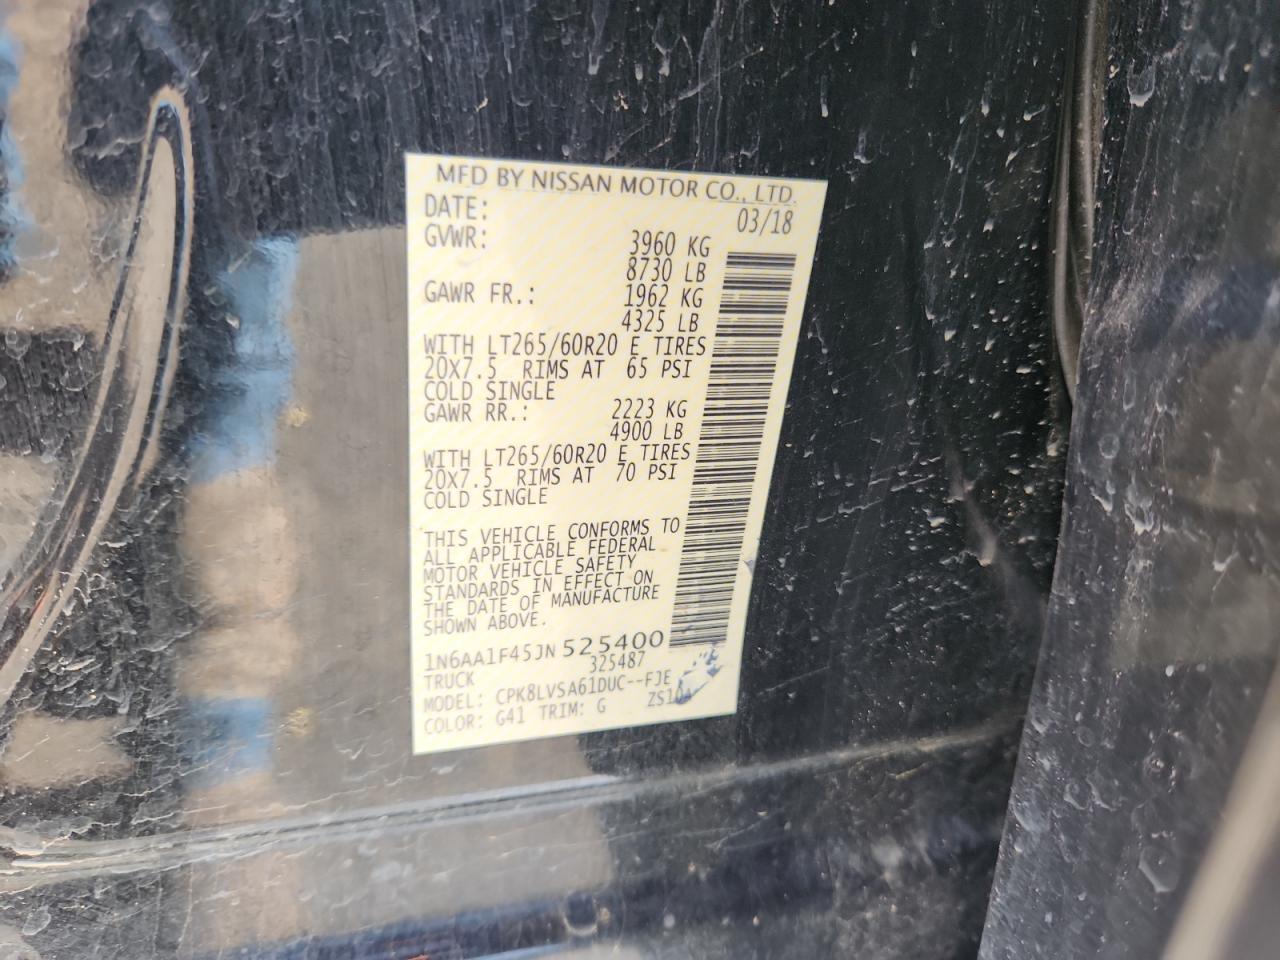 MFD BY NISSAN MOTOR CO., LTD.
DATE: 03/18
GVWR: 3960 KG
8730 LB
GAWR FR.: 1962 KG
4325 LB
WITH LT265/60R20 E TIRES
20X7.5 RIMS AT 65 PSI
COLD SINGLE
GAWR RR.: 2223 KG
4900 LB
WITH LT265/60R20 E TIRES
20X7.5 RIMS AT 70 PSI
COLD SINGLE
THIS VEHICLE CONFORMS TO
ALL APPLICABLE FEDERAL
MOTOR VEHICLE SAFETY
STANDARDS IN EFFECT ON
THE DATE OF MANUFACTURE
SHOWN ABOVE.
1N6AA1F45JN 525400
TRUCK 325487
MODEL: CPK8LVSA61DUC--FJE
COLOR: G41 TRIM: G